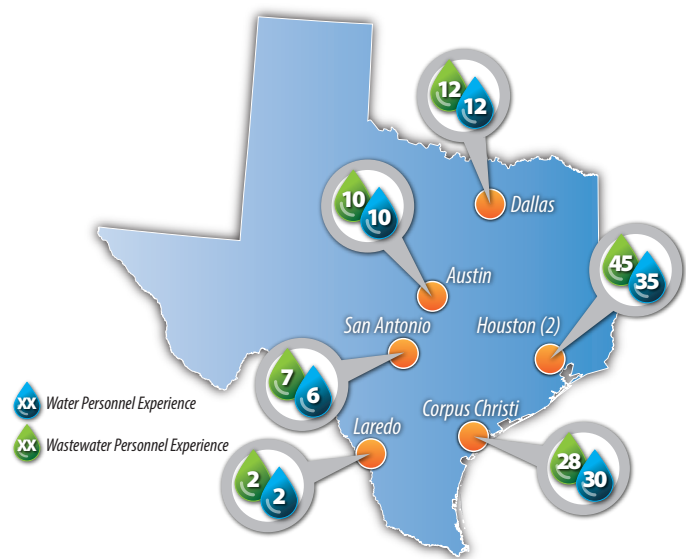 12
12
Dallas
10
10
Austin
45
35
San Antonio
Houston (2)
7
6
XX Water Personnel Experience
Corpus Christi
Laredo
XX Wastewater Personnel Experience
28
30
2
2